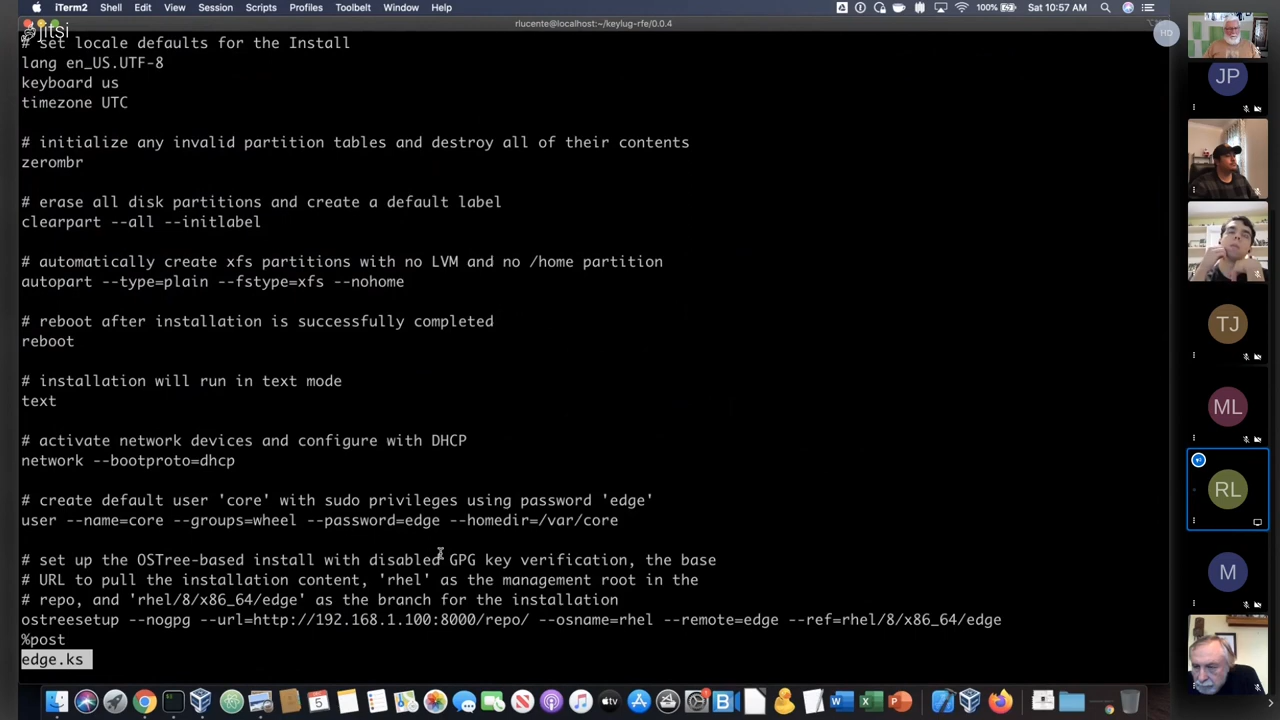 iTerm2 Shell Edit View Session Scripts Profiles Toolbelt Window Help 100% Sat 10:57 AM
rlucente@localhost:~/keylug-rfe/0.0.4
jitsi
# set locale defaults for the Install
lang en_US.UTF-8
keyboard us
timezone UTC
# initialize any invalid partition tables and destroy all of their contents
zerombr
# erase all disk partitions and create a default label
clearpart --all --initlabel
# automatically create xfs partitions with no LVM and no /home partition
autopart --type=plain --fstype=xfs --nohome
# reboot after installation is successfully completed
reboot
# installation will run in text mode
text
# activate network devices and configure with DHCP
network --bootproto=dhcp
# create default user 'core' with sudo privileges using password 'edge'
user --name=core --groups=wheel --password=edge --homedir=/var/core
# set up the OSTree-based install with disabled GPG key verification, the base
# URL to pull the installation content, 'rhel' as the management root in the
# repo, and 'rhel/8/x86_64/edge' as the branch for the installation
ostreesetup --nogpg --url=http://192.168.1.100:8000/repo/ --osname=rhel --remote=edge --ref=rhel/8/x86_64/edge
%post
edge.ks
HD
JP
TJ
ML
RL
M
5
tv